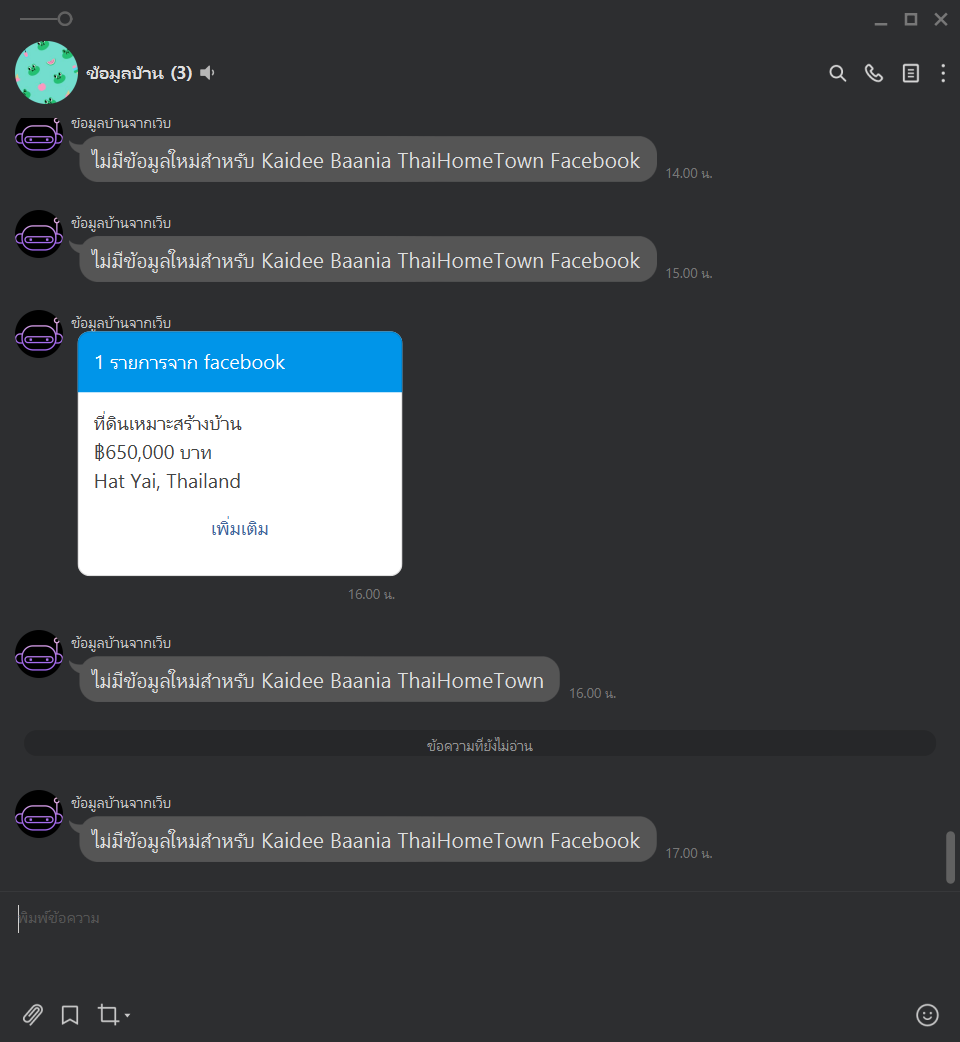 ข้อมูลบ้าน (3)
ข้อมูลบ้านจากเว็บ
ไม่มีข้อมูลใหม่สำหรับ Kaidee Baania ThaiHomeTown Facebook
14.00 น.
ข้อมูลบ้านจากเว็บ
ไม่มีข้อมูลใหม่สำหรับ Kaidee Baania ThaiHomeTown Facebook
15.00 น.
ข้อมูลบ้านจากเว็บ
1 รายการจาก facebook
ที่ดินเหมาะสร้างบ้าน
฿650,000 บาท
Hat Yai, Thailand
เพิ่มเติม
16.00 น.
ข้อมูลบ้านจากเว็บ
ไม่มีข้อมูลใหม่สำหรับ Kaidee Baania ThaiHomeTown
16.00 น.
ข้อความที่ยังไม่อ่าน
ข้อมูลบ้านจากเว็บ
ไม่มีข้อมูลใหม่สำหรับ Kaidee Baania ThaiHomeTown Facebook
17.00 น.
พิมพ์ข้อความ